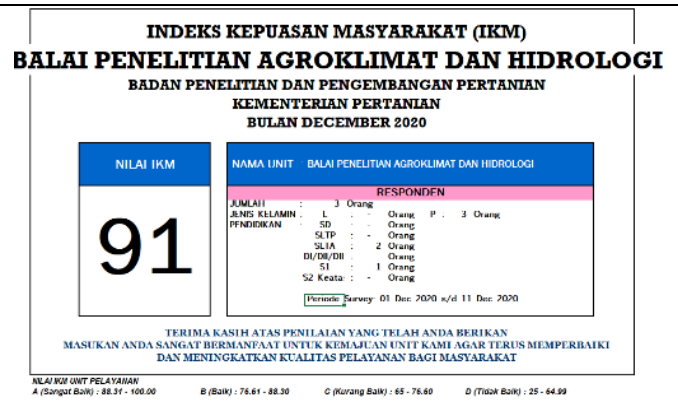 INDEKS KEPUASAN MASYARAKAT (IKM)
BALAI PENELITIAN AGROKLIMAT DAN HIDROLOGI
BADAN PENELITIAN DAN PENGEMBANGAN PERTANIAN
KEMENTERIAN PERTANIAN
BULAN DECEMBER 2020
NILAI IKM
91
NAMA UNIT : BALAI PENELITIAN AGROKLIMAT DAN HIDROLOGI
RESPONDEN
JUMLAH : 3 Orang
JENIS KELAMIN : L : - Orang P : 3 Orang
PENDIDIKAN : SD : - Orang
SLTP : - Orang
SLTA : 2 Orang
DI/DII/DII : Orang
S1 : 1 Orang
S2 Keata : - Orang
Periode Survey: 01 Dec 2020 s/d 11 Dec 2020
TERIMA KASIH ATAS PENILAIAN YANG TELAH ANDA BERIKAN
MASUKAN ANDA SANGAT BERMANFAAT UNTUK KEMAJUAN UNIT KAMI AGAR TERUS MEMPERBAIKI
DAN MENINGKATKAN KUALITAS PELAYANAN BAGI MASYARAKAT
NILAI IKM UNIT PELAYANAN
A (Sangat Baik) : 88.31 - 100.00 B (Baik) : 76.61 - 88.30 C (Kurang Baik) : 65 - 76.60 D (Tidak Baik) : 25 - 64.99